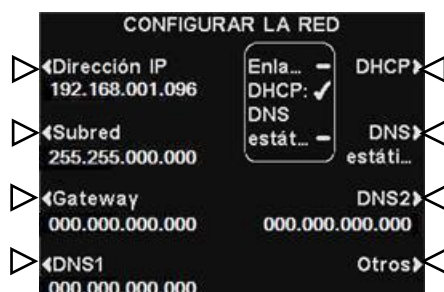 CONFIGURAR LA RED
Dirección IP
192.168.001.096
Subred
255.255.000.000
Gateway
000.000.000.000
DNS1
000.000.000.000
Enla... –
DHCP: ✓
DNS
estát... –
DHCP
DNS
estáti...
DNS2
000.000.000.000
Otros